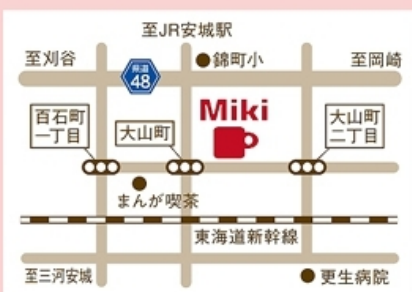 至JR安城駅
至刈谷
県道
48
錦町小
至岡崎
百石町
一丁目
大山町
Miki
大山町
二丁目
まんが喫茶
東海道新幹線
至三河安城
更生病院